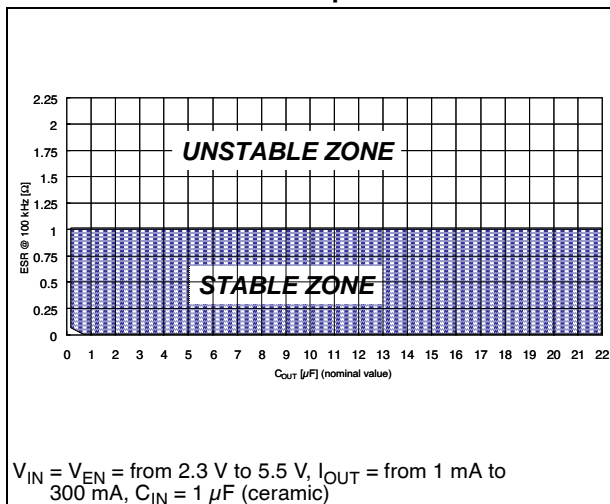 2.25
2
1.75
1.5
1.25
1
0.75
0.5
0.25
0
ESR @ 100 kHz [Ω]
UNSTABLE ZONE
STABLE ZONE
0 1 2 3 4 5 6 7 8 9 10 11 12 13 14 15 16 17 18 19 20 21 22
COUT [µF] (nominal value)
VIN = VEN = from 2.3 V to 5.5 V, IOUT = from 1 mA to
300 mA, CIN = 1 µF (ceramic)